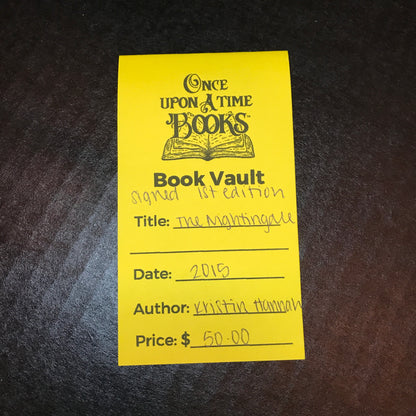 ONCE
UPON A TIME
BOOKS™
Book Vault
signed 1st edition
Title: The Nightingale
Date: 2015
Author: Kristin Hannah
Price: $ 50.00